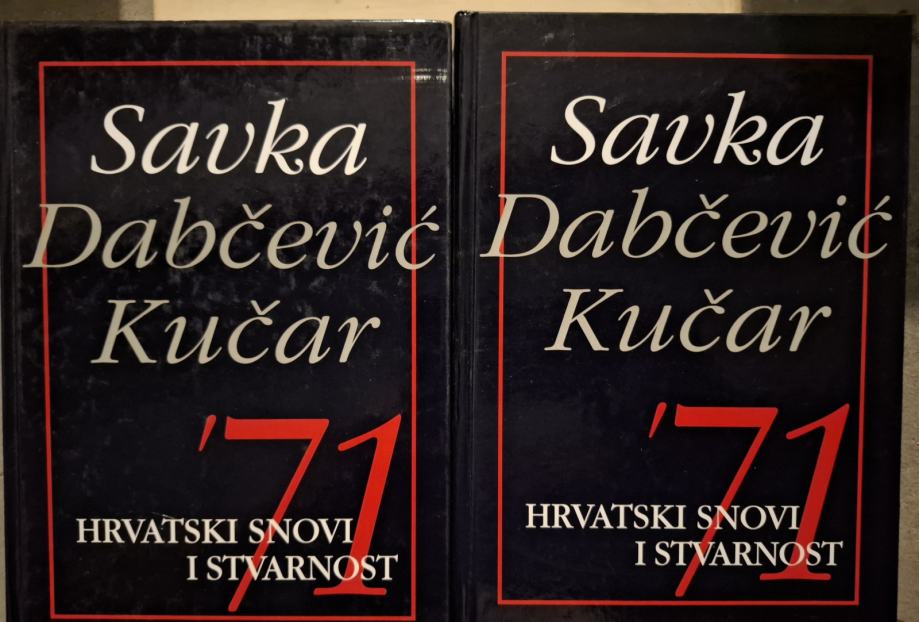 Savka
Dabčević
Kučar
'71
HRVATSKI SNOVI
I STVARNOST
Savka
Dabčević
Kučar
'71
HRVATSKI SNOVI
I STVARNOST